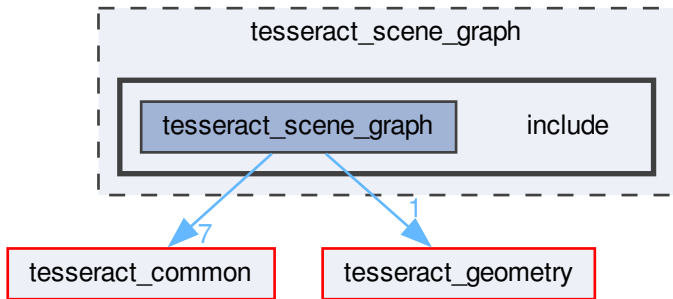 tesseract_scene_graph
tesseract_scene_graph
include
7
1
tesseract_common
tesseract_geometry